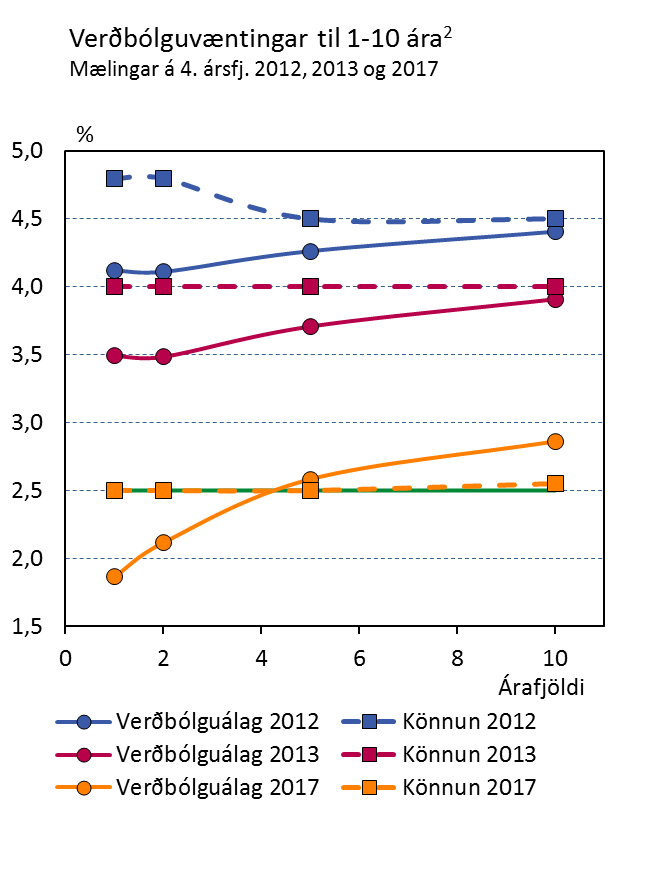 Verðbólguvæntingar til 1-10 ára²
Mælingar á 4. ársfj. 2012, 2013 og 2017
%
5,0
4,5
4,0
3,5
3,0
2,5
2,0
1,5
0 2 4 6 8 10
Árafjöldi
Verðbólguálag 2012 Könnun 2012
Verðbólguálag 2013 Könnun 2013
Verðbólguálag 2017 Könnun 2017